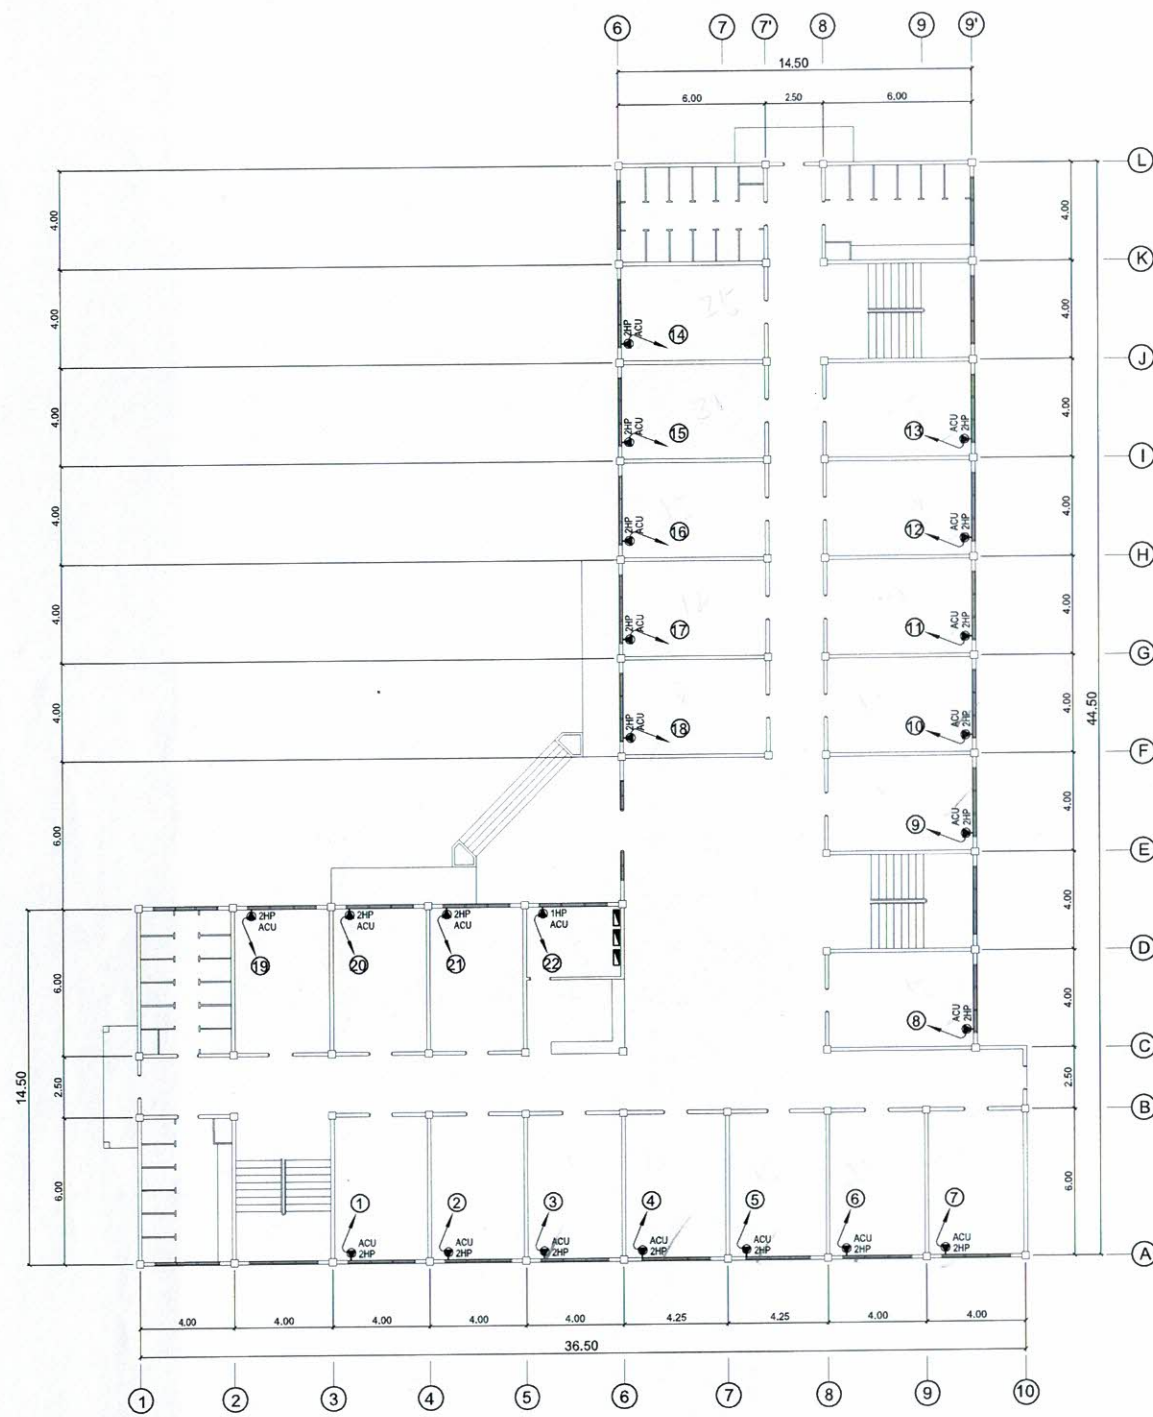 6 7 7' 8 9 9'
14.50
6.00 2.50 6.00
L
4.00 4.00
K
4.00 2HP ACU 14 4.00
J
4.00 2HP ACU 15 13 ACU 2HP 4.00
I
4.00 2HP ACU 16 12 ACU 2HP 4.00
H
4.00 2HP ACU 17 11 ACU 2HP 4.00
G
4.00 2HP ACU 18 10 ACU 2HP 4.00 44.50
F
6.00 9 ACU 2HP 4.00
E
4.00
2HP ACU 2HP ACU 2HP ACU 1HP ACU
19 20 21 22
D
14.50 6.00 8 ACU 2HP 4.00
C
2.50 2.50
B
6.00 6.00
1 2 3 4 5 6 7
ACU 2HP ACU 2HP ACU 2HP ACU 2HP ACU 2HP ACU 2HP ACU 2HP
A
4.00 4.00 4.00 4.00 4.00 4.25 4.25 4.00 4.00
36.50
1 2 3 4 5 6 7 8 9 10